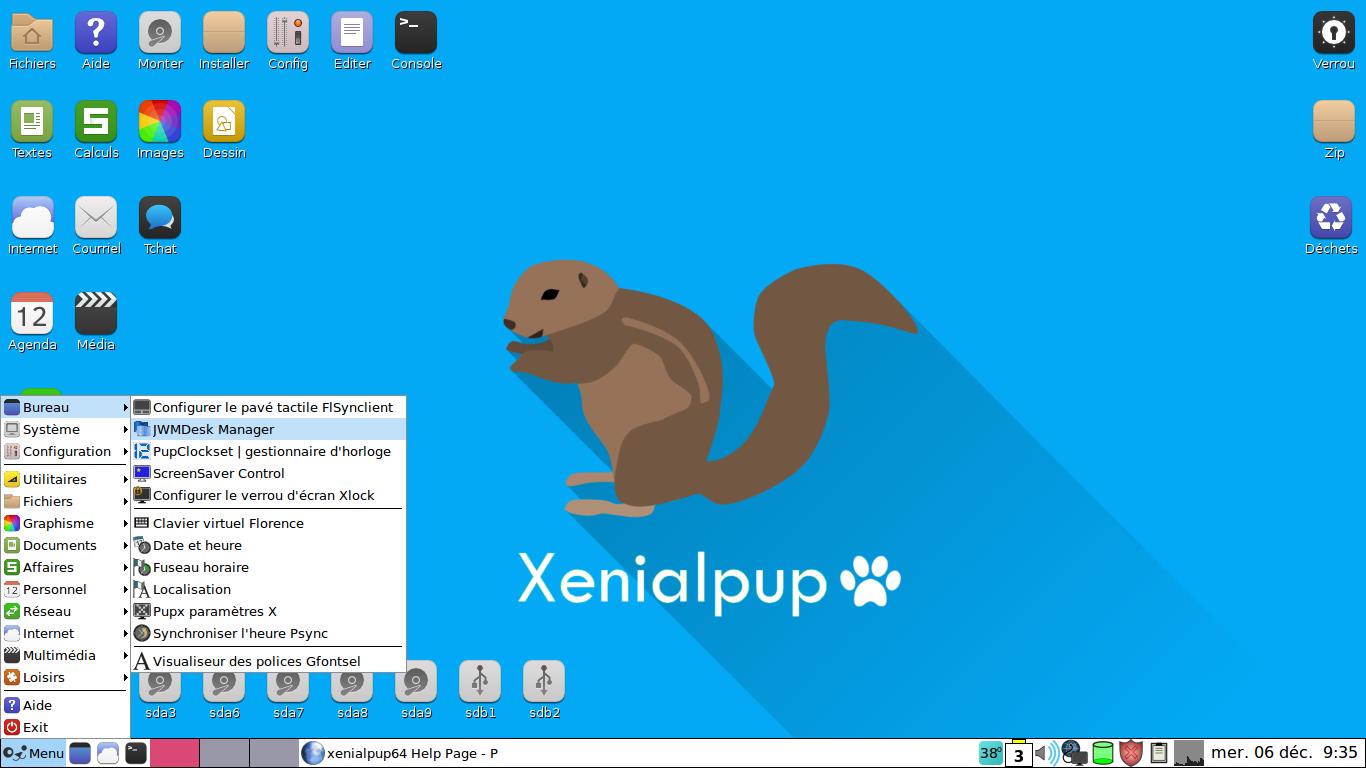 Fichiers
Aide
Monter
Installer
Config
Editer
>_
Console
Verrou
Textes
Calculs
Images
Dessin
Zip
Internet
Courriel
Tchat
Déchets
12
Agenda
Média
Xenialpup
Bureau
Système
Configuration
Utilitaires
Fichiers
Graphisme
Documents
Affaires
Personnel
Réseau
Internet
Multimédia
Loisirs
Aide
Exit
Configurer le pavé tactile FlSynclient
JWMDesk Manager
PupClockset | gestionnaire d'horloge
ScreenSaver Control
Configurer le verrou d'écran Xlock
Clavier virtuel Florence
Date et heure
Fuseau horaire
Localisation
Pupx paramètres X
Synchroniser l'heure Psync
Visualiseur des polices Gfontsel
sda3
sda6
sda7
sda8
sda9
sdb1
sdb2
Menu
xenialpup64 Help Page - P
38°
3
mer. 06 déc. 9:35